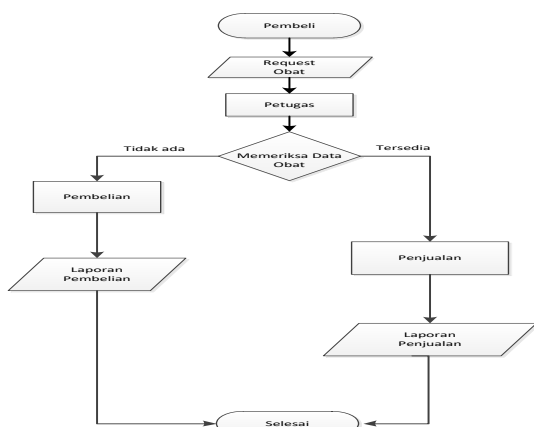 Pembeli
Request
Obat
Petugas
Memeriksa Data
Obat
Tidak ada
Tersedia
Pembelian
Penjualan
Laporan
Pembelian
Laporan
Penjualan
Selesai